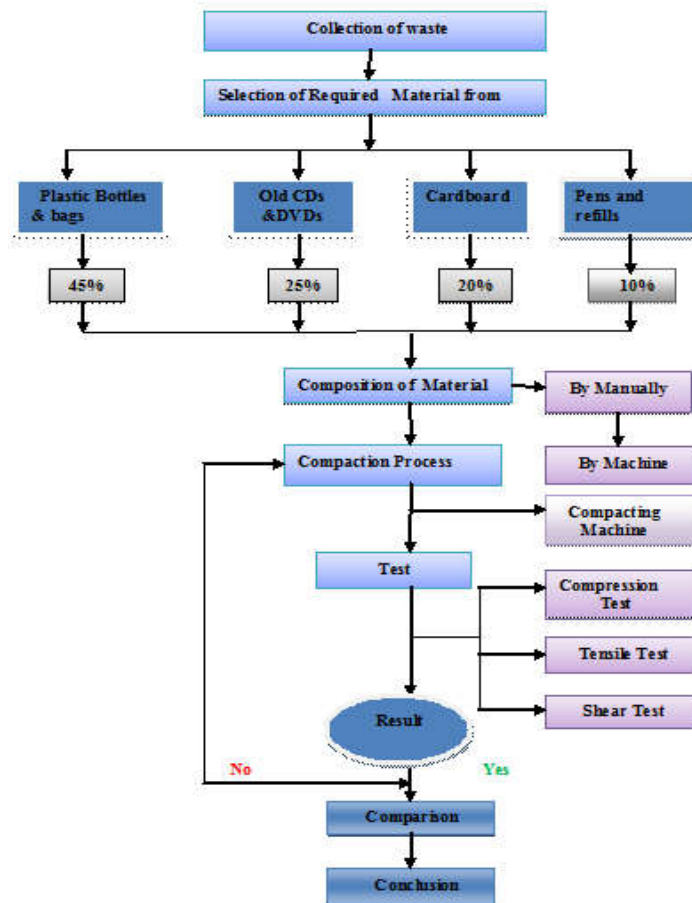 Collection of waste
Selection of Required Material from
Plastic Bottles
& bags
Old CDs
&DVDs
Cardboard
Pens and
refills
45%
25%
20%
10%
Composition of Material
By Manually
Compaction Process
By Machine
Compacting
Machine
Test
Compression
Test
Tensile Test
Shear Test
Result
No
Yes
Comparison
Conclusion